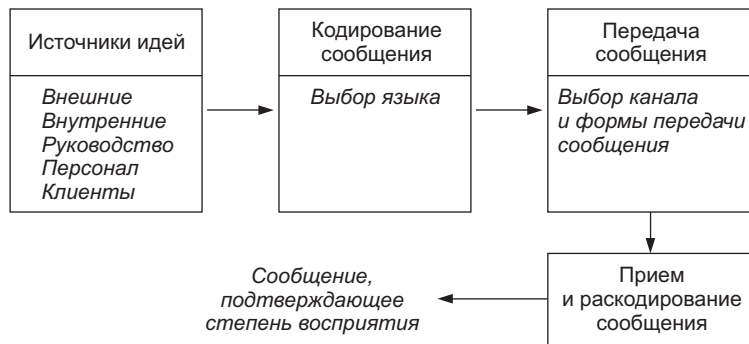 Источники идей
Внешние
Внутренние
Руководство
Персонал
Клиенты
Кодирование
сообщения
Выбор языка
Передача
сообщения
Выбор канала
и формы передачи
сообщения
Прием
и раскодирование
сообщения
Сообщение,
подтверждающее
степень восприятия